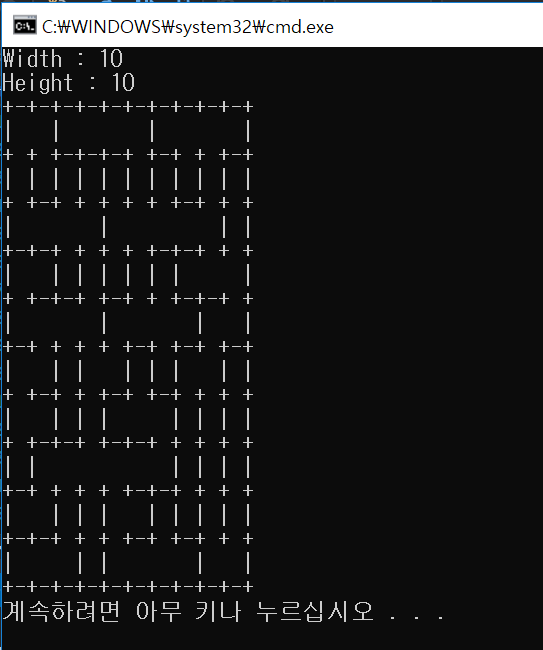 C:₩WINDOWS₩system32₩cmd.exe
Width : 10
Height : 10
+-+-+-+-+-+-+-+-+-+-+
|   |       |       |
+ + +-+-+-+ +-+ + +-+
| | | | | | | | | | |
+ +-+ + + + + +-+ + +
|       |         | |
+-+-+ +-+ +-+-+-+ + +
|   | | | | | |     |
+ +-+-+-+ +-+-+ +-+ +
|       |       |   |
+-+ + + + +-+ +-+ +-+
|   | |   | | |   | |
+ +-+ + +-+ +-+-+ + +
|   | | |     | | | |
+ +-+-+ +-+-+ + + + +
| |           | | | |
+-+ + + + +-+-+ + + +
|   | | |   | | | | |
+-+-+ + +-+ +-+-+ + +
|     | |       |   |
+-+-+-+-+-+-+-+-+-+-+
계속하려면 아무 키나 누르십시오 . . .